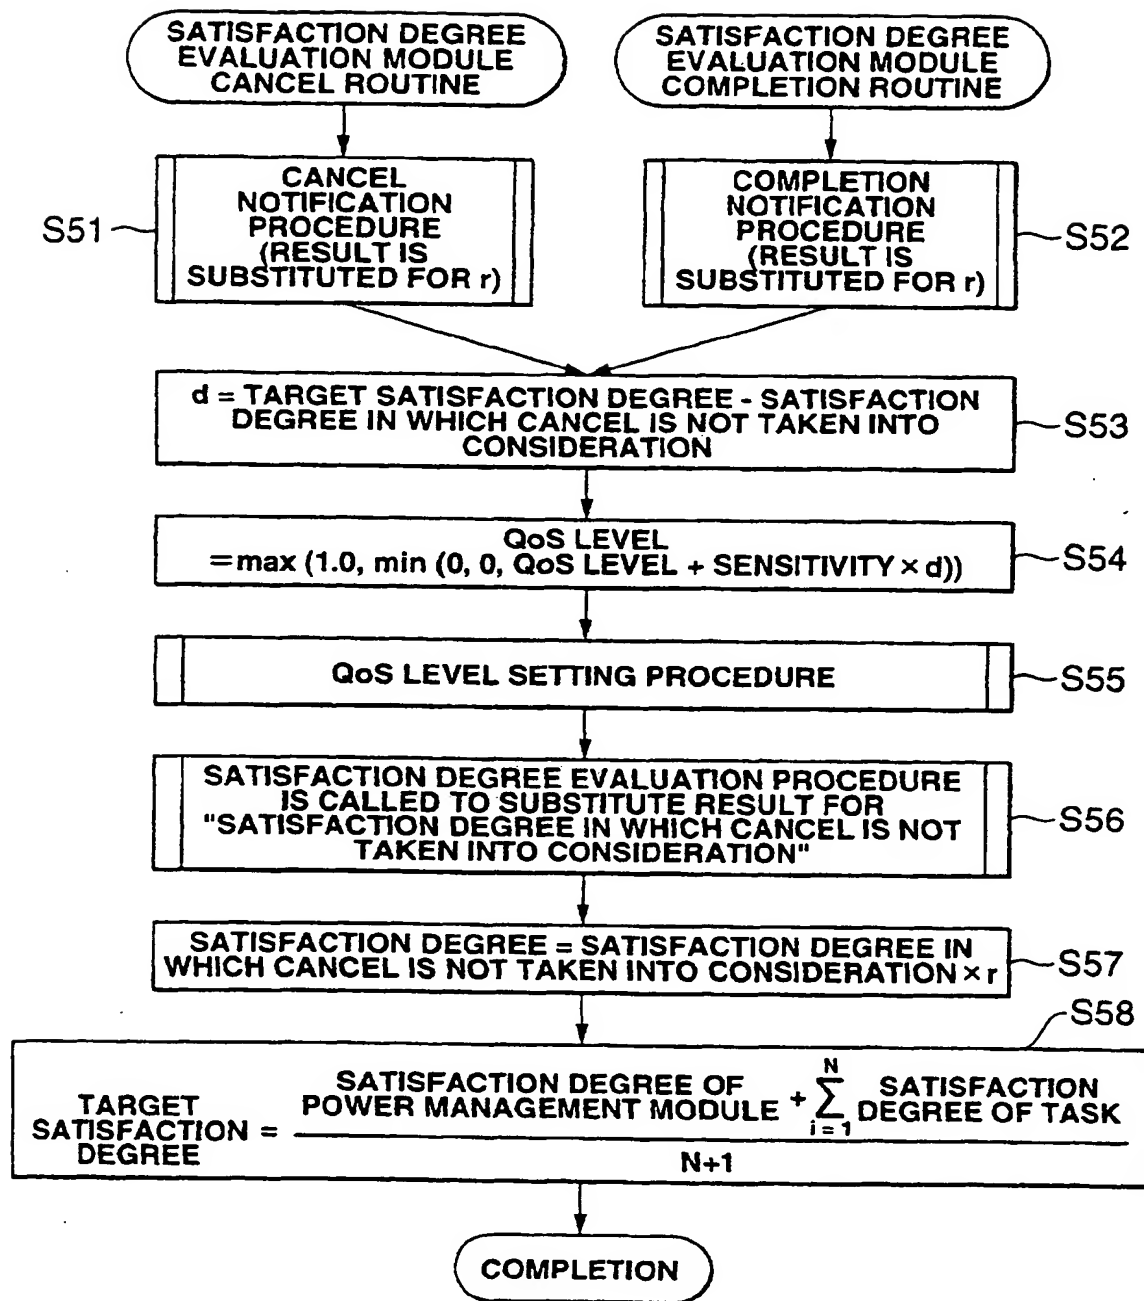 SATISFACTION DEGREE
EVALUATION MODULE
CANCEL ROUTINE
SATISFACTION DEGREE
EVALUATION MODULE
COMPLETION ROUTINE
S51
CANCEL
NOTIFICATION
PROCEDURE
(RESULT IS
SUBSTITUTED FOR r)
COMPLETION
NOTIFICATION
PROCEDURE
(RESULT IS
SUBSTITUTED FOR r)
S52
d = TARGET SATISFACTION DEGREE - SATISFACTION
DEGREE IN WHICH CANCEL IS NOT TAKEN INTO
CONSIDERATION
S53
QoS LEVEL
=max (1.0, min (0, 0, QoS LEVEL + SENSITIVITY × d))
S54
QoS LEVEL SETTING PROCEDURE
S55
SATISFACTION DEGREE EVALUATION PROCEDURE
IS CALLED TO SUBSTITUTE RESULT FOR
"SATISFACTION DEGREE IN WHICH CANCEL IS NOT
TAKEN INTO CONSIDERATION"
S56
SATISFACTION DEGREE = SATISFACTION DEGREE IN
WHICH CANCEL IS NOT TAKEN INTO CONSIDERATION × r
S57
S58
TARGET
SATISFACTION =
DEGREE
SATISFACTION DEGREE OF
POWER MANAGEMENT MODULE
+
N
∑
i = 1
SATISFACTION
DEGREE OF TASK
N+1
COMPLETION